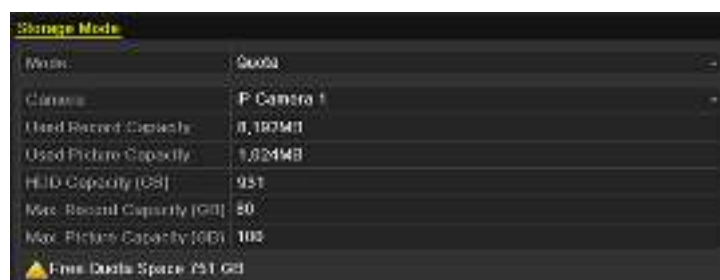 Storage Mode
Mode Quota
Camera IP Camera 1
Used Record Capacity 8,192MB
Used Picture Capacity 1,024MB
HDD Capacity (GB) 931
Max. Record Capacity (GB) 80
Max. Picture Capacity (GB) 100
Free Quota Space 751 GB